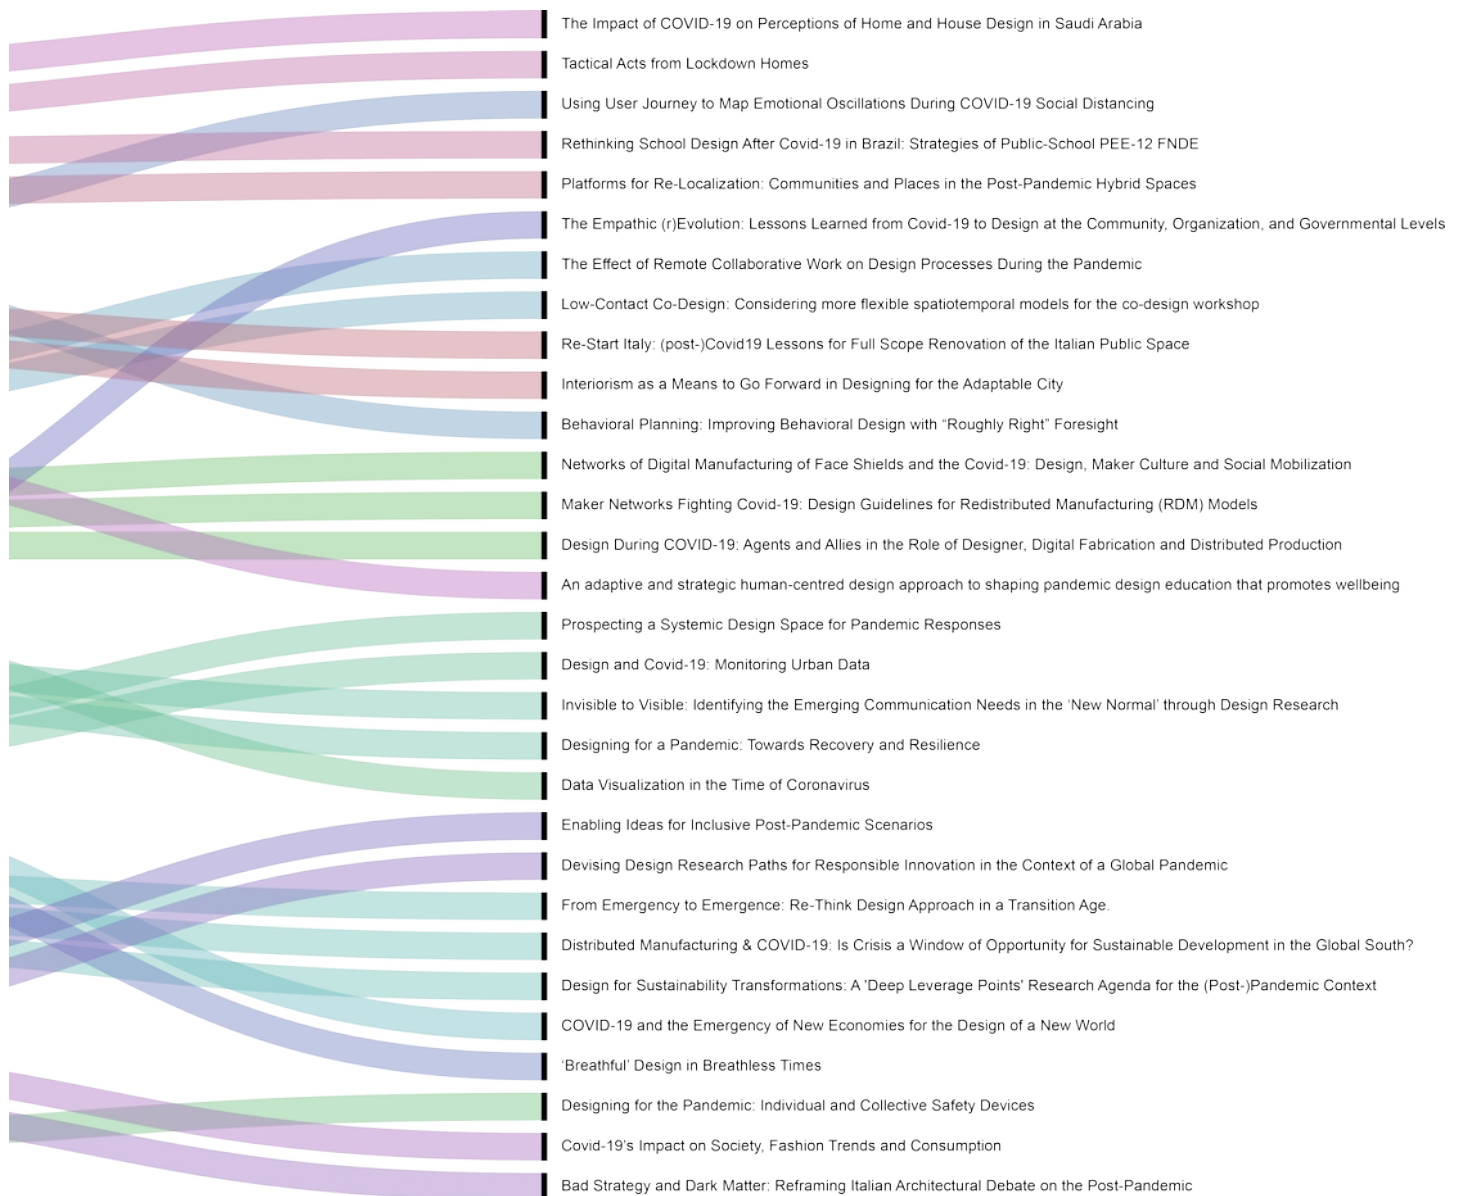 The Impact of COVID-19 on Perceptions of Home and House Design in Saudi Arabia
Tactical Acts from Lockdown Homes
Using User Journey to Map Emotional Oscillations During COVID-19 Social Distancing
Rethinking School Design After Covid-19 in Brazil: Strategies of Public-School PEE-12 FNDE
Platforms for Re-Localization: Communities and Places in the Post-Pandemic Hybrid Spaces
The Empathic (r)Evolution: Lessons Learned from Covid-19 to Design at the Community, Organization, and Governmental Levels
The Effect of Remote Collaborative Work on Design Processes During the Pandemic
Low-Contact Co-Design: Considering more flexible spatiotemporal models for the co-design workshop
Re-Start Italy: (post-)Covid19 Lessons for Full Scope Renovation of the Italian Public Space
Interiorism as a Means to Go Forward in Designing for the Adaptable City
Behavioral Planning: Improving Behavioral Design with “Roughly Right” Foresight
Networks of Digital Manufacturing of Face Shields and the Covid-19: Design, Maker Culture and Social Mobilization
Maker Networks Fighting Covid-19: Design Guidelines for Redistributed Manufacturing (RDM) Models
Design During COVID-19: Agents and Allies in the Role of Designer, Digital Fabrication and Distributed Production
An adaptive and strategic human-centred design approach to shaping pandemic design education that promotes wellbeing
Prospecting a Systemic Design Space for Pandemic Responses
Design and Covid-19: Monitoring Urban Data
Invisible to Visible: Identifying the Emerging Communication Needs in the ‘New Normal’ through Design Research
Designing for a Pandemic: Towards Recovery and Resilience
Data Visualization in the Time of Coronavirus
Enabling Ideas for Inclusive Post-Pandemic Scenarios
Devising Design Research Paths for Responsible Innovation in the Context of a Global Pandemic
From Emergency to Emergence: Re-Think Design Approach in a Transition Age.
Distributed Manufacturing & COVID-19: Is Crisis a Window of Opportunity for Sustainable Development in the Global South?
Design for Sustainability Transformations: A 'Deep Leverage Points' Research Agenda for the (Post-)Pandemic Context
COVID-19 and the Emergency of New Economies for the Design of a New World
‘Breathful’ Design in Breathless Times
Designing for the Pandemic: Individual and Collective Safety Devices
Covid-19’s Impact on Society, Fashion Trends and Consumption
Bad Strategy and Dark Matter: Reframing Italian Architectural Debate on the Post-Pandemic